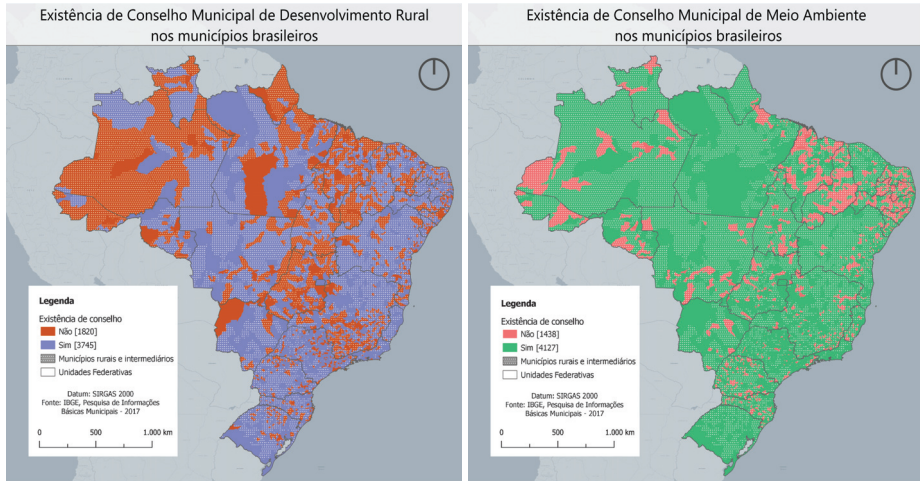 Existência de Conselho Municipal de Desenvolvimento Rural
nos municípios brasileiros
Legenda
Existência de conselho
Não [1820]
Sim [3745]
Municípios rurais e intermediários
Unidades Federativas
Datum: SIRGAS 2000
Fonte: IBGE, Pesquisa de Informações
Básicas Municipais - 2017
0 500 1.000 km
Existência de Conselho Municipal de Meio Ambiente
nos municípios brasileiros
Legenda
Existência de conselho
Não [1438]
Sim [4127]
Municípios rurais e intermediários
Unidades Federativas
Datum: SIRGAS 2000
Fonte: IBGE, Pesquisa de Informações
Básicas Municipais - 2017
0 500 1.000 km